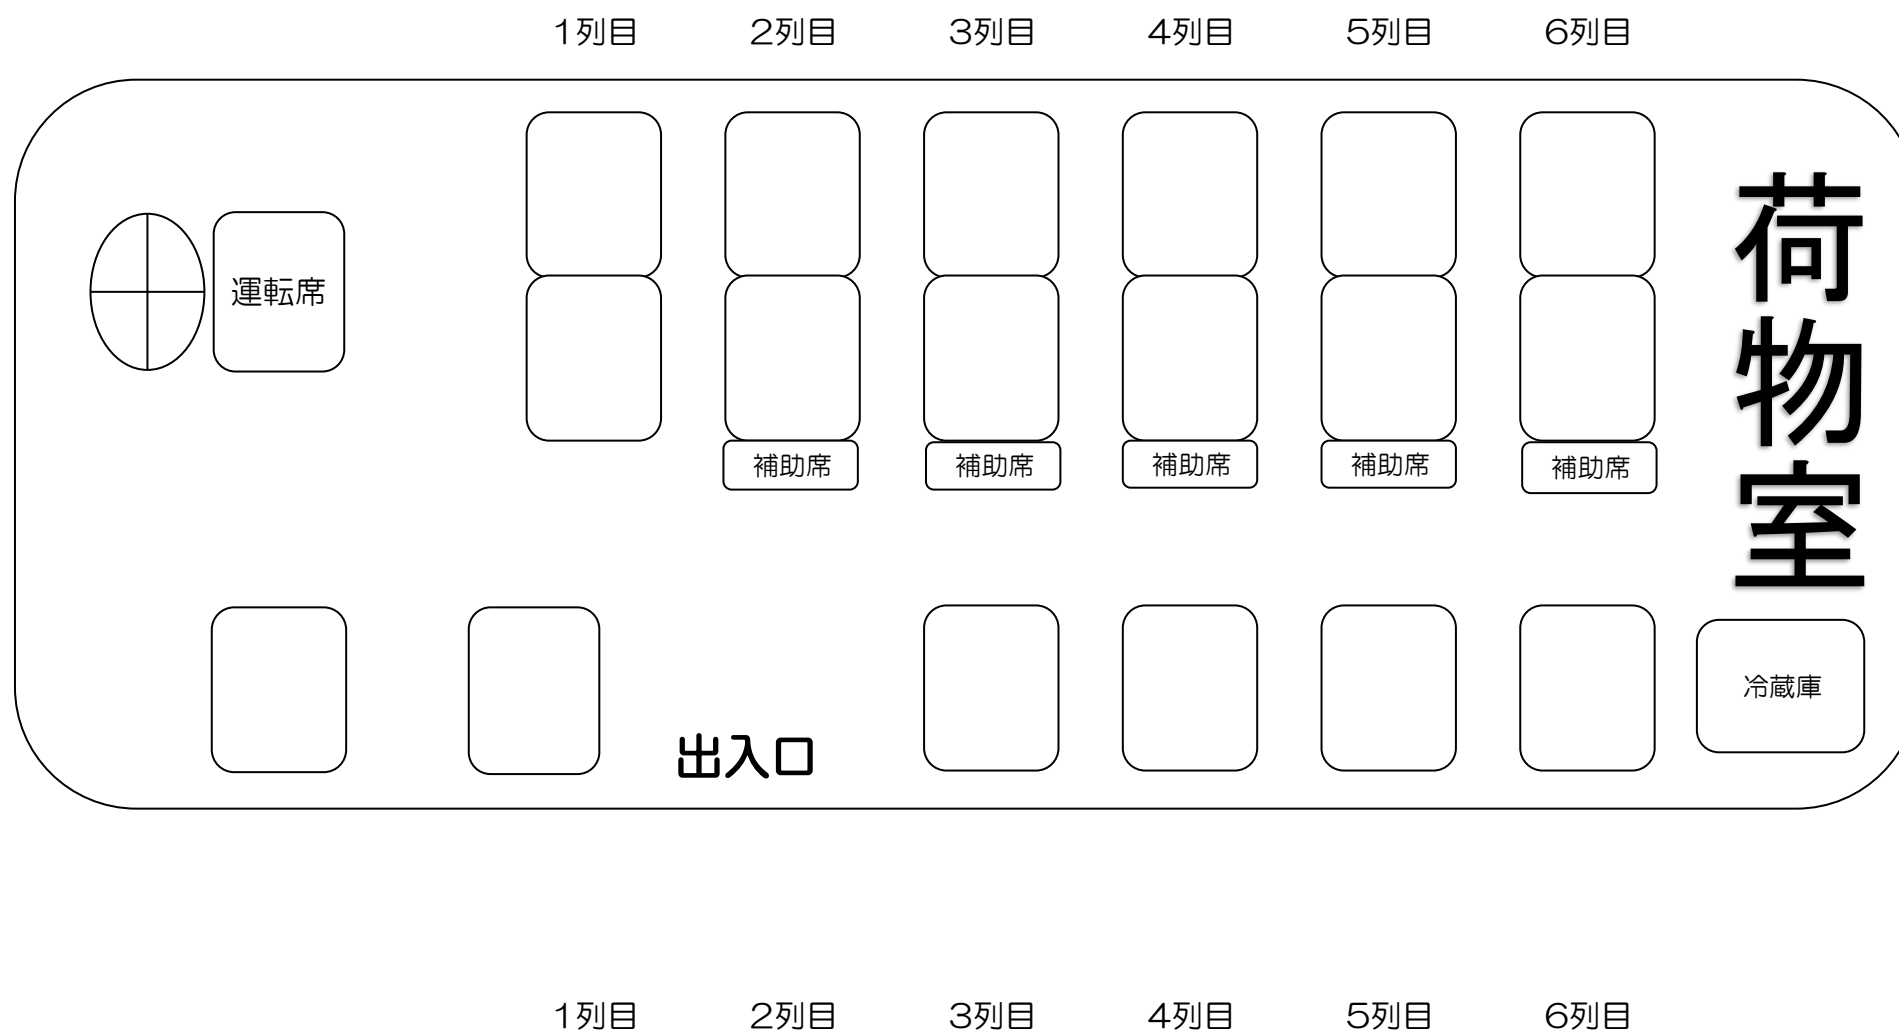 1列目 2列目 3列目 4列目 5列目 6列目
運転席
荷物室
補助席 補助席 補助席 補助席 補助席
冷蔵庫
出入口
1列目 2列目 3列目 4列目 5列目 6列目